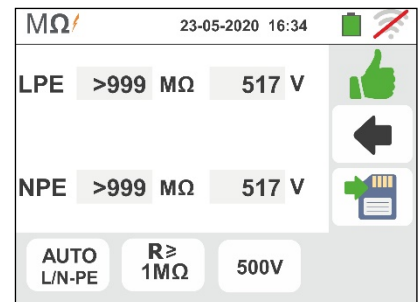 MΩ 23-05-2020 16:34
LPE >999 MΩ 517 V
NPE >999 MΩ 517 V
AUTO L/N-PE
R≥ 1MΩ
500V